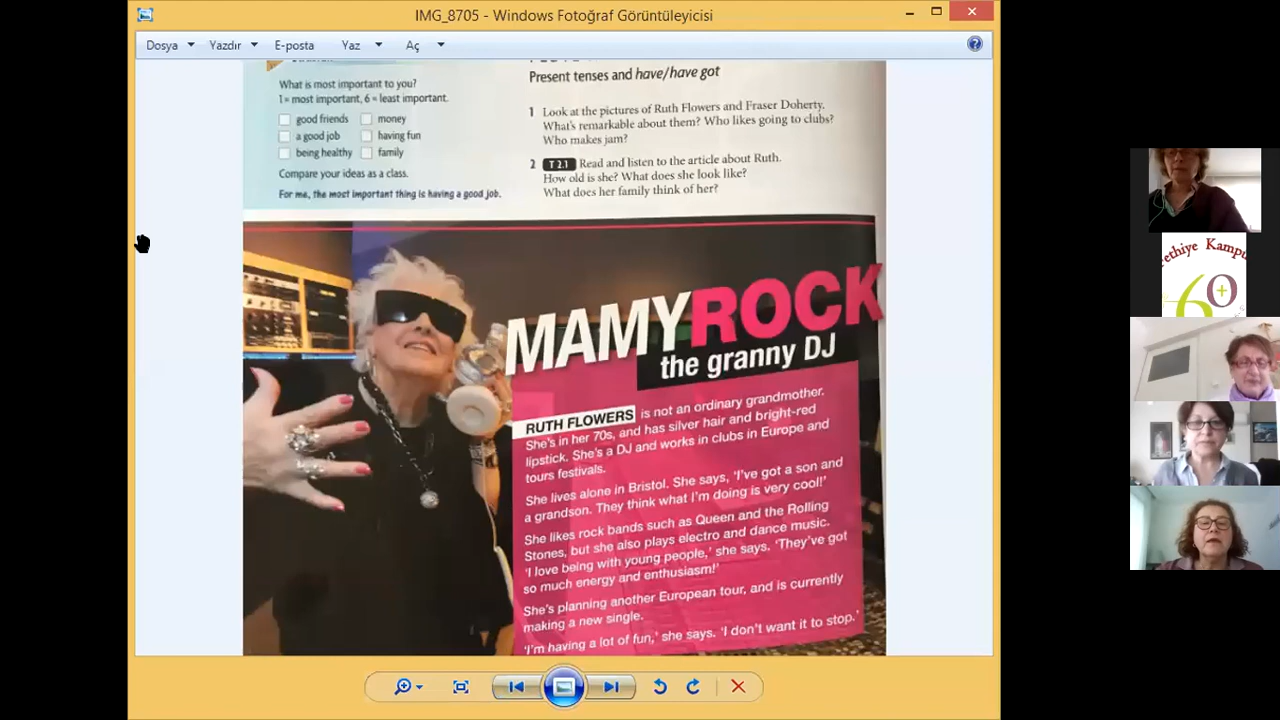 IMG_8705 - Windows Fotoğraf Görüntüleyicisi
Dosya Yazdır E-posta Yaz Aç
What is most important to you?
1 = most important, 6 = least important.
good friends money
a good job having fun
being healthy family
Compare your ideas as a class.
For me, the most important thing is having a good job.
Present tenses and have/have got
1 Look at the pictures of Ruth Flowers and Fraser Doherty.
What's remarkable about them? Who likes going to clubs?
Who makes jam?
2 T 2.1 Read and listen to the article about Ruth.
How old is she? What does she look like?
What does her family think of her?
MAMYROCK
the granny DJ
RUTH FLOWERS is not an ordinary grandmother.
She's in her 70s, and has silver hair and bright-red
lipstick. She's a DJ and works in clubs in Europe and
tours festivals.
She lives alone in Bristol. She says, 'I've got a son and
a grandson. They think what I'm doing is very cool!'
She likes rock bands such as Queen and the Rolling
Stones, but she also plays electro and dance music.
'I love being with young people,' she says, 'They've got
so much energy and enthusiasm!'
She's planning another European tour, and is currently
making a new single.
'I'm having a lot of fun,' she says. 'I don't want it to stop.'
ethiye Kampu
60